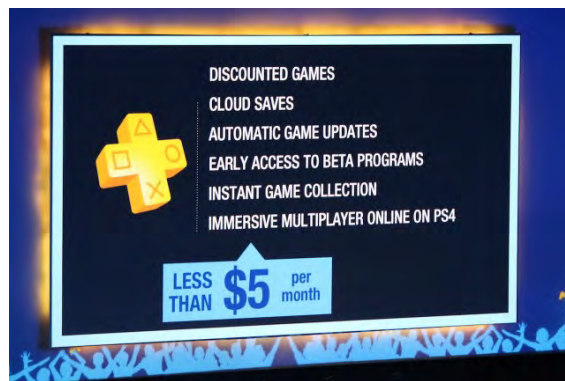 DISCOUNTED GAMES
CLOUD SAVES
AUTOMATIC GAME UPDATES
EARLY ACCESS TO BETA PROGRAMS
INSTANT GAME COLLECTION
IMMERSIVE MULTIPLAYER ONLINE ON PS4
LESS THAN $5 per month